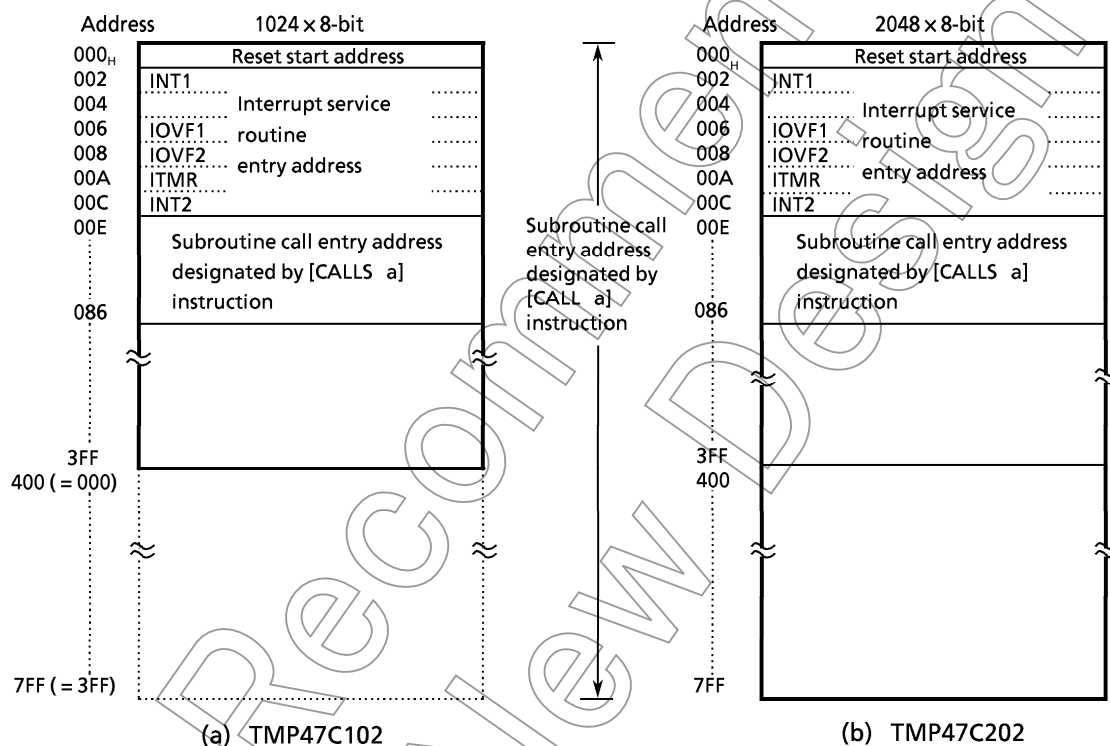 Address 1024 × 8-bit
000H Reset start address
002 INT1
004 Interrupt service
006 IOVF1 routine
008 IOVF2 entry address
00A ITMR
00C INT2
00E
Subroutine call entry address
designated by [CALLS a]
instruction
086
3FF
400 ( = 000)
7FF ( = 3FF)
(a) TMP47C102
Subroutine call
entry address
designated by
[CALL a]
instruction
Address 2048 × 8-bit
000H Reset start address
002 INT1
004 Interrupt service
006 IOVF1 routine
008 IOVF2
00A ITMR entry address
00C INT2
00E
Subroutine call entry address
designated by [CALLS a]
instruction
086
3FF
400
7FF
(b) TMP47C202
Recommen
ew Design